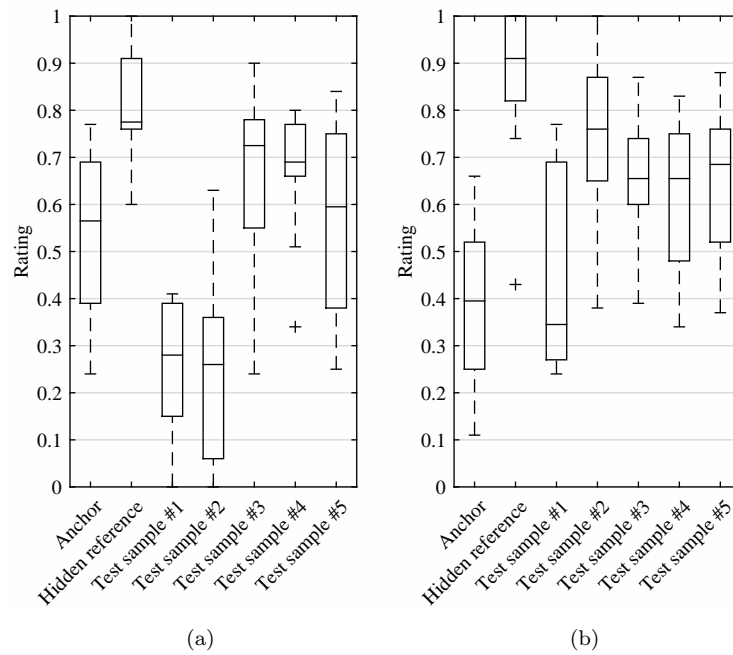 1
0.9
0.8
0.7
0.6
0.5
0.4
0.3
0.2
0.1
0
Rating
Anchor
Hidden reference
Test sample #1
Test sample #2
Test sample #3
Test sample #4
Test sample #5
(a)
1
0.9
0.8
0.7
0.6
0.5
0.4
0.3
0.2
0.1
0
Rating
Anchor
Hidden reference
Test sample #1
Test sample #2
Test sample #3
Test sample #4
Test sample #5
(b)